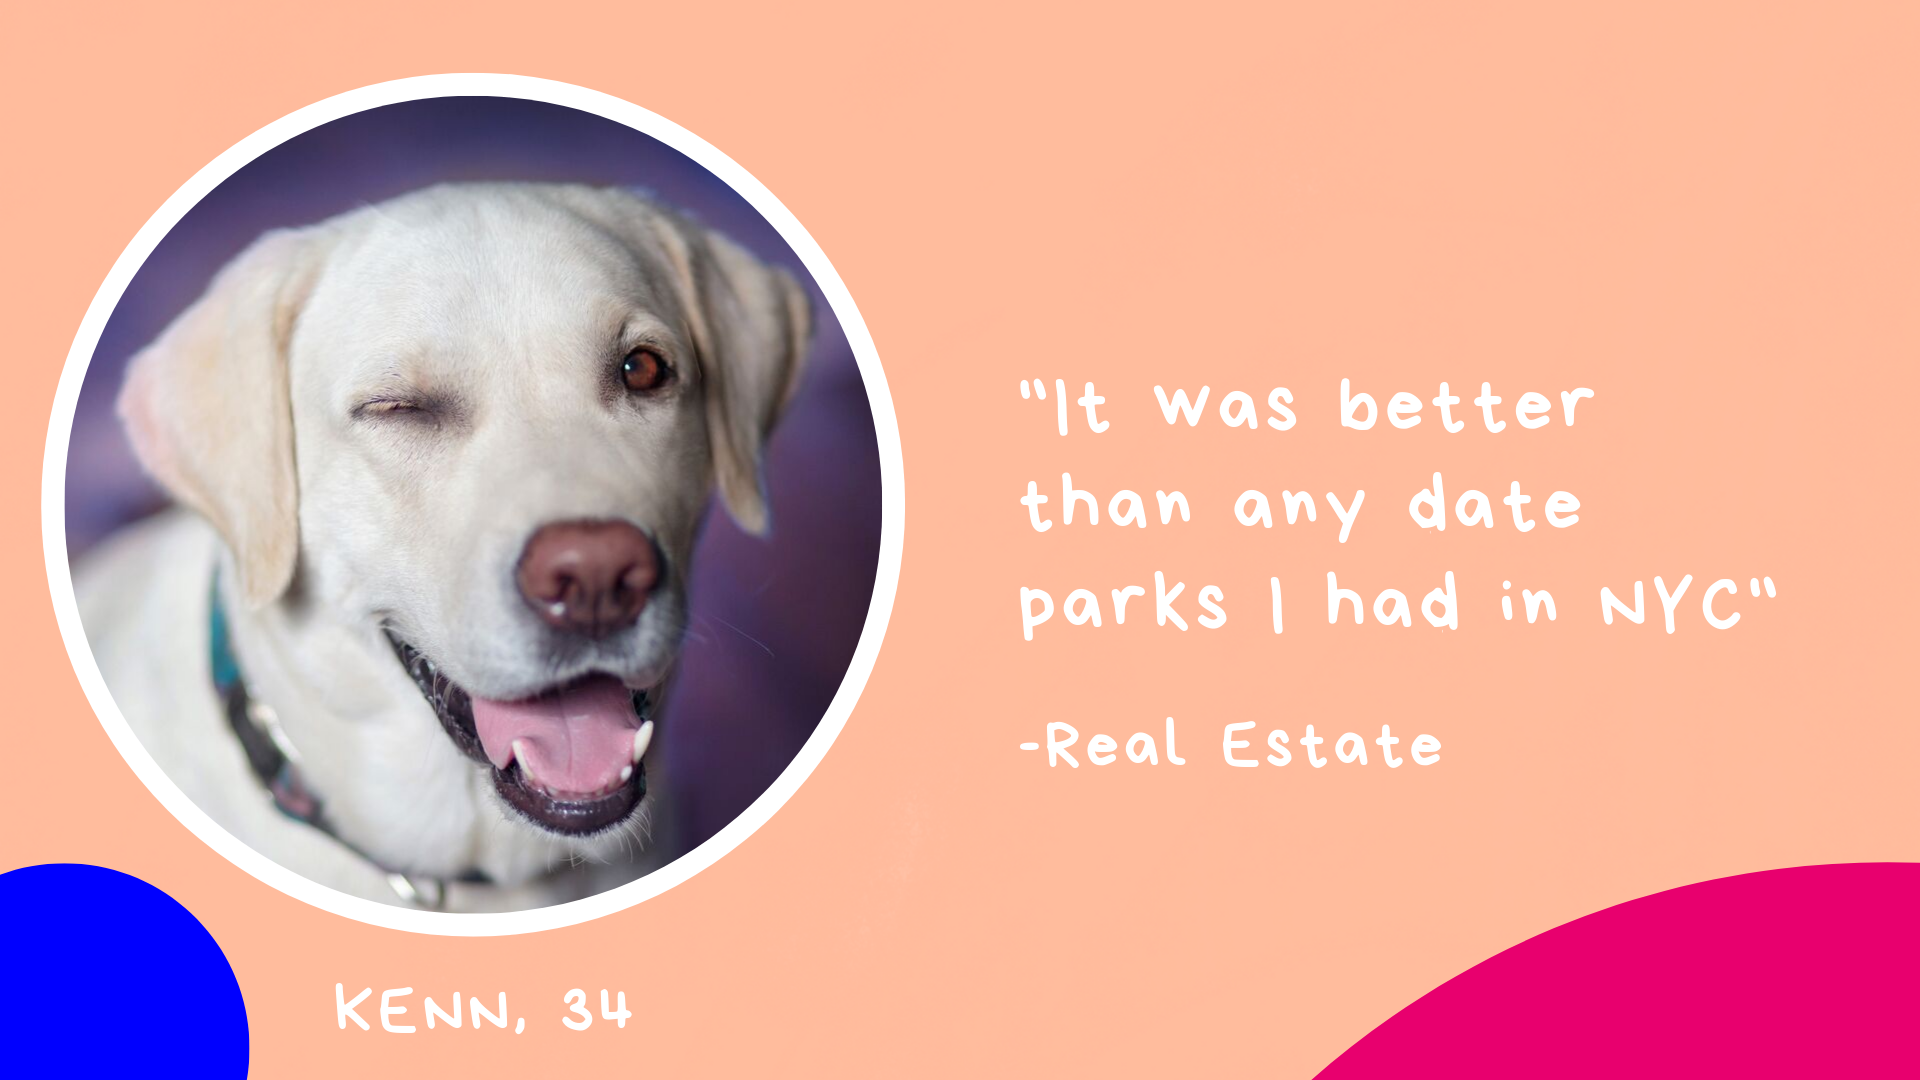 "It was better
than any date
parks I had in NYC"
-Real Estate
KENN, 34